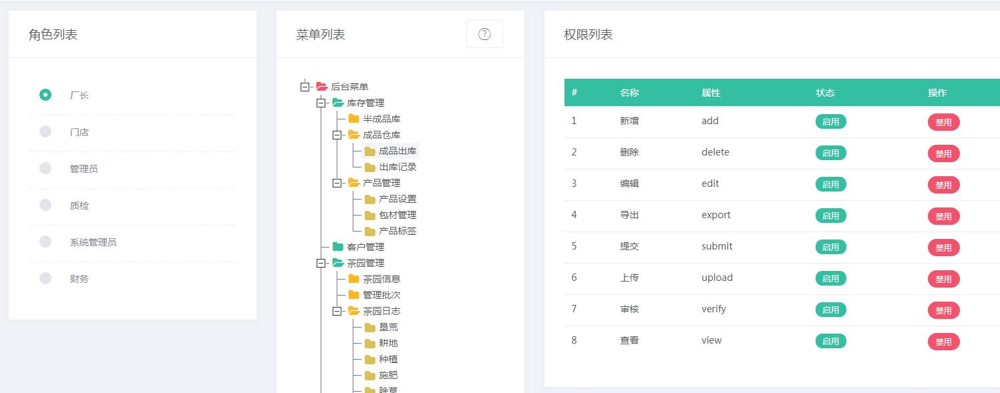 角色列表
厂长
门店
管理员
质检
系统管理员
财务
菜单列表
?
后台菜单
库存管理
半成品库
成品仓库
成品出库
出库记录
产品管理
产品设置
包材管理
产品标签
客户管理
茶园管理
茶园信息
管理批次
茶园日志
垦荒
耕地
种植
施肥
除草
权限列表
# 名称 属性 状态 操作
1 新增 add 启用 禁用
2 删除 delete 启用 禁用
3 编辑 edit 启用 禁用
4 导出 export 启用 禁用
5 提交 submit 启用 禁用
6 上传 upload 启用 禁用
7 审核 verify 启用 禁用
8 查看 view 启用 禁用